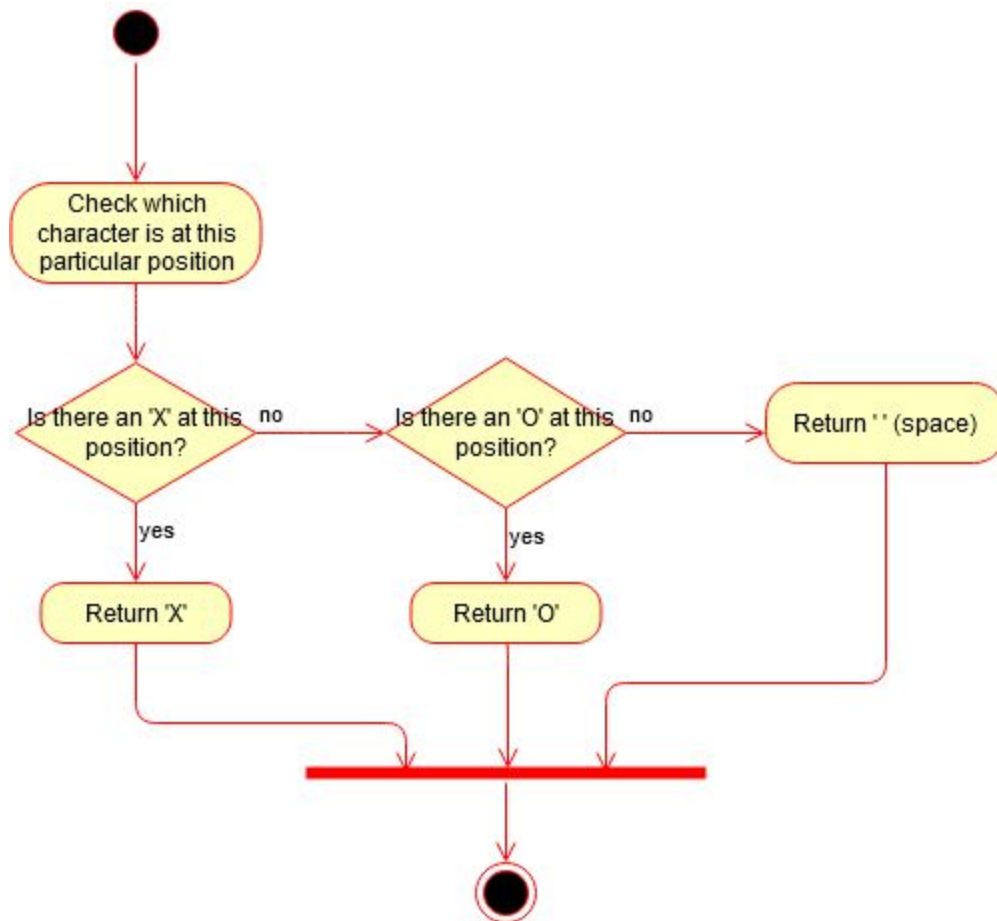 Check which
character is at this
particular position
Is there an 'X' at this
position?
no
Is there an 'O' at this
position?
no
Return ' ' (space)
yes
yes
Return 'X'
Return 'O'